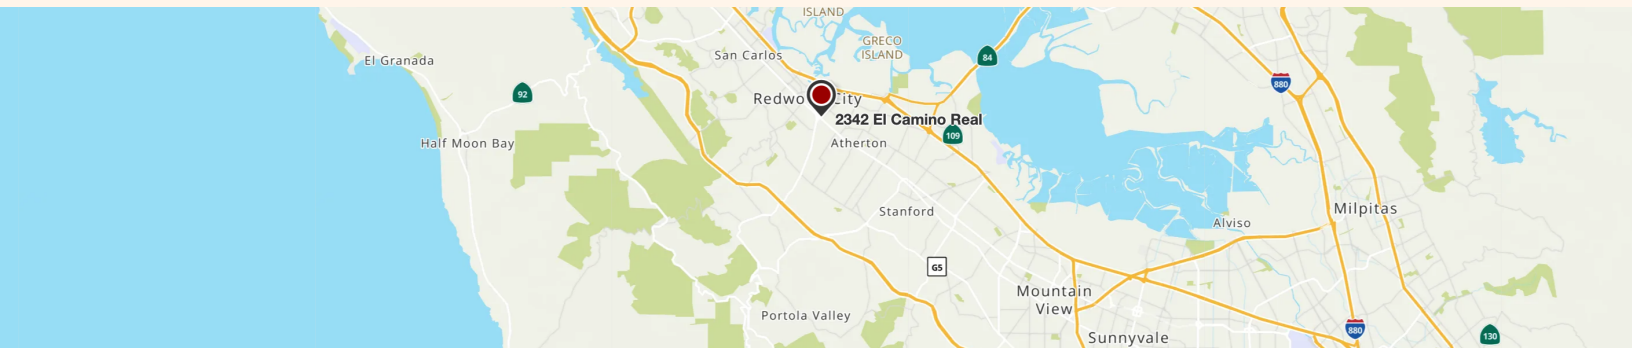 ISLAND
GRECO
ISLAND
San Carlos
84
El Granada
880
92
City
2342 El Camino Real
109
Half Moon Bay
Atherton
Stanford
Milpitas
Alviso
G5
Mountain
View
Portola Valley
880
130
Sunnyvale